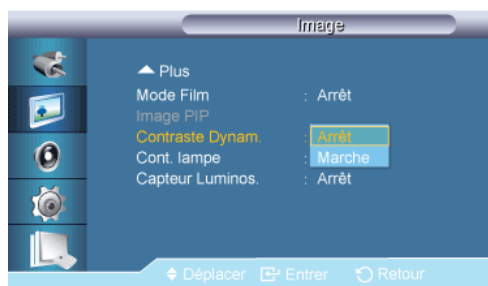 Image
Plus
Mode Film : Arrêt
Image PIP
Contraste Dynam. : Arrêt
Cont. lampe : Marche
Capteur Luminos. : Arrêt
Déplacer Entrer Retour